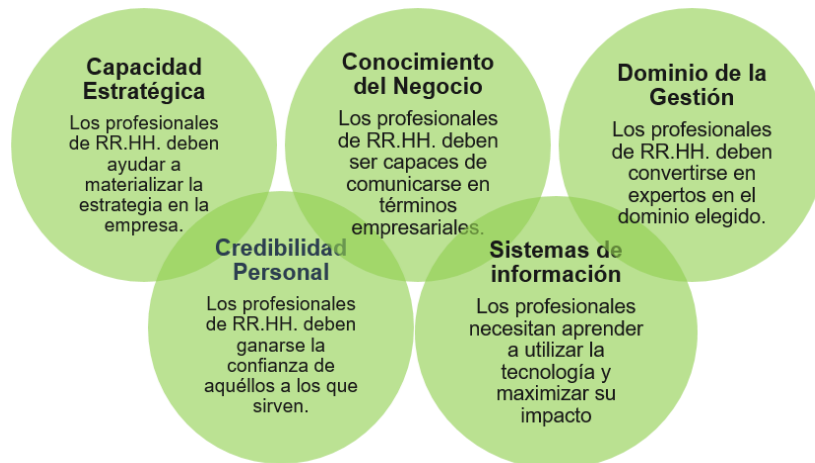 Capacidad
Estratégica
Los profesionales
de RR.HH. deben
ayudar a
materializar la
estrategia en la
empresa.
Conocimiento
del Negocio
Los profesionales
de RR.HH. deben
ser capaces de
comunicarse en
términos
empresariales.
Dominio de la
Gestión
Los profesionales
de RR.HH. deben
convertirse en
expertos en el
dominio elegido.
Credibilidad
Personal
Los profesionales
de RR.HH. deben
ganarse la
confianza de
aquéllos a los que
sirven.
Sistemas de
información
Los profesionales
necesitan aprender
a utilizar la
tecnología y
maximizar su
impacto